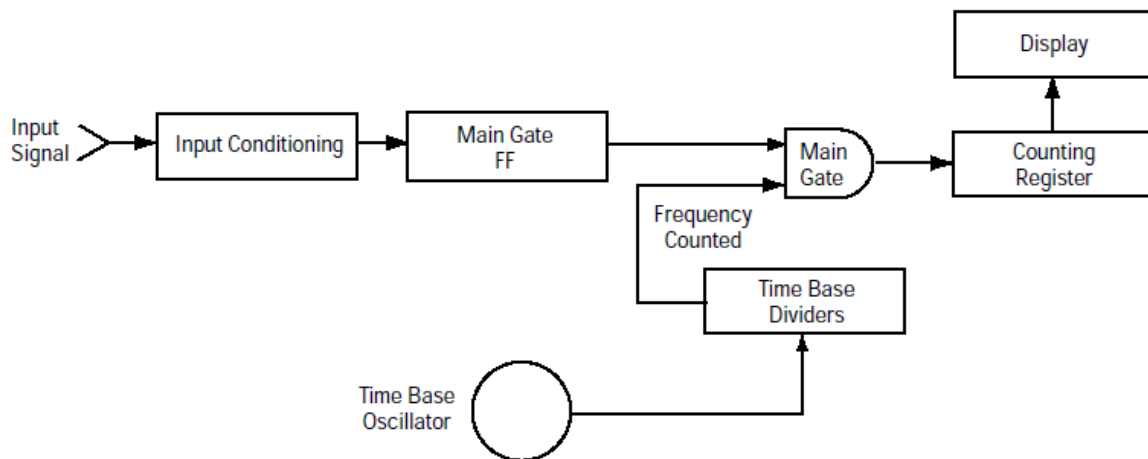 Display
Input
Signal
Input Conditioning
Main Gate
FF
Main
Gate
Counting
Register
Frequency
Counted
Time Base
Dividers
Time Base
Oscillator